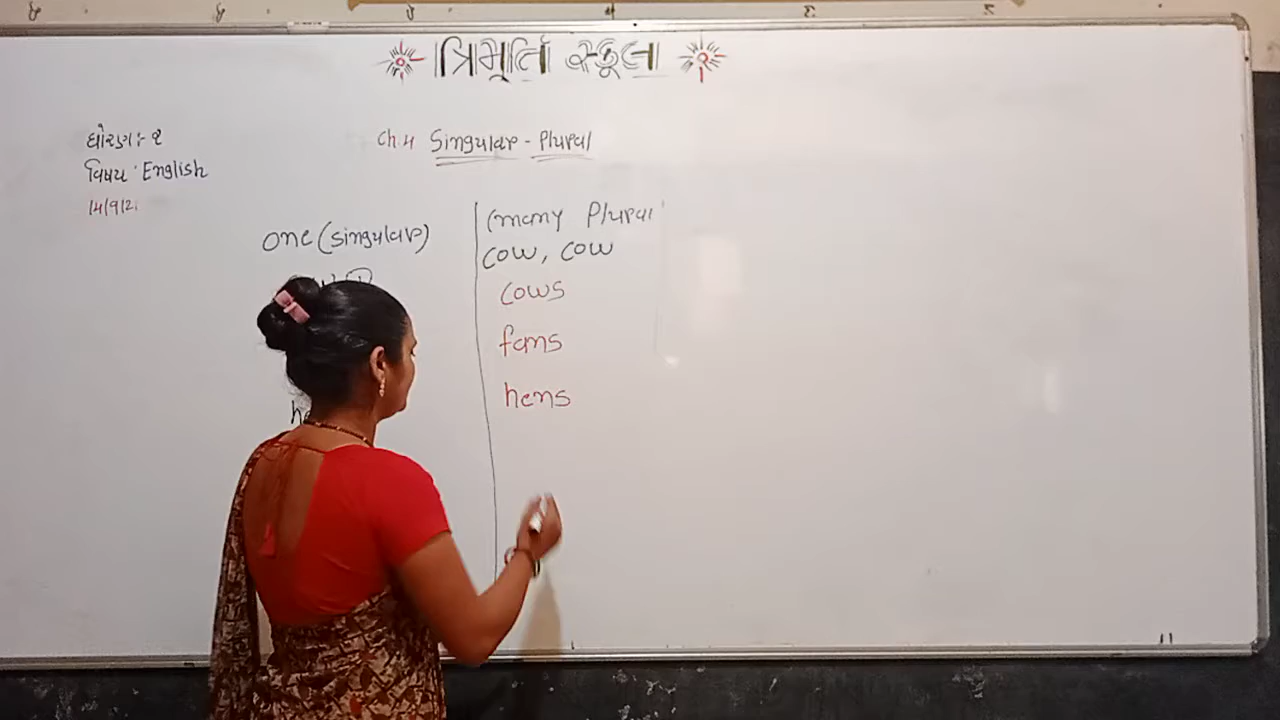 ત્રિમૂર્તિ સ્કૂલ
ધોરણ:- ૨
વિષય : English
14/9/2
Ch.4 Singular - Plural
one (singular)
(many Plural
cow, cow
cows
fans
hens